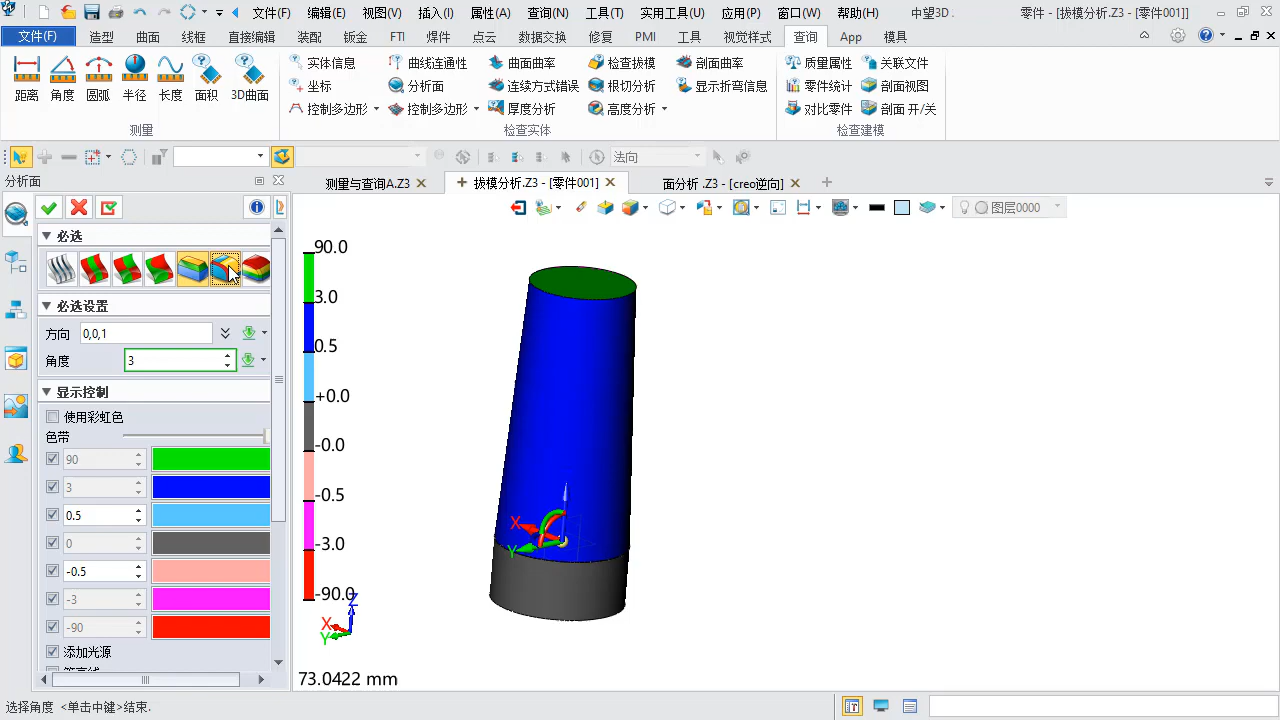 文件(F) 编辑(E) 视图(V) 插入(I) 属性(A) 查询(N) 工具(T) 实用工具(U) 应用(P) 窗口(W) 帮助(H) 中望3D . 零件 - [拔模分析.Z3 - [零件001]]
文件(F) 造型 曲面 线框 直接编辑 装配 钣金 FTI 焊件 点云 数据交换 修复 PMI 工具 视觉样式 查询 App 模具
距离 角度 圆弧 半径 长度 面积 3D曲面
测量
实体信息 曲线连通性 曲面曲率 检查拔模 剖面曲率
坐标 分析面 连续方式错误 根切分析 显示折弯信息
控制多边形 控制多边形 厚度分析 高度分析
检查实体
质量属性 关系文件
零件统计 剖面视图
对比零件 剖面 开/关
检查建模
法向
分析面
测量与查询A.Z3 拔模分析.Z3 - [零件001] 面分析 .Z3 - [creo逆向]
图层0000
必选
必选设置
方向 0,0,1
角度 3
显示控制
使用彩虹色
色带
90
3
0.5
0
-0.5
-3
-90
添加光源
90.0
3.0
0.5
+0.0
-0.0
-0.5
-3.0
-90.0
X
Y
Z
X
Y
73.0422 mm
选择角度 <单击中键>结束.